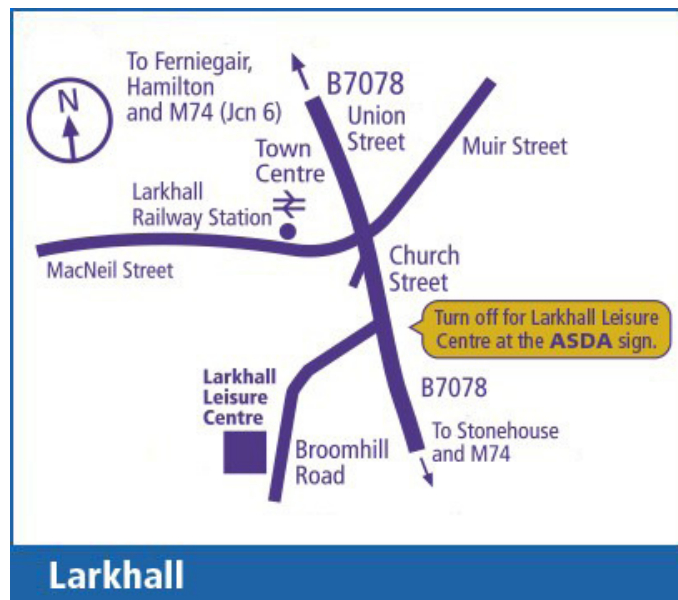 To Ferniegair,
Hamilton
and M74 (Jcn 6)
N
B7078
Union
Street
Muir Street
Town
Centre
Larkhall
Railway Station
MacNeil Street
Church
Street
Turn off for Larkhall Leisure
Centre at the ASDA sign.
Larkhall
Leisure
Centre
B7078
To Stonehouse
and M74
Broomhill
Road
Larkhall